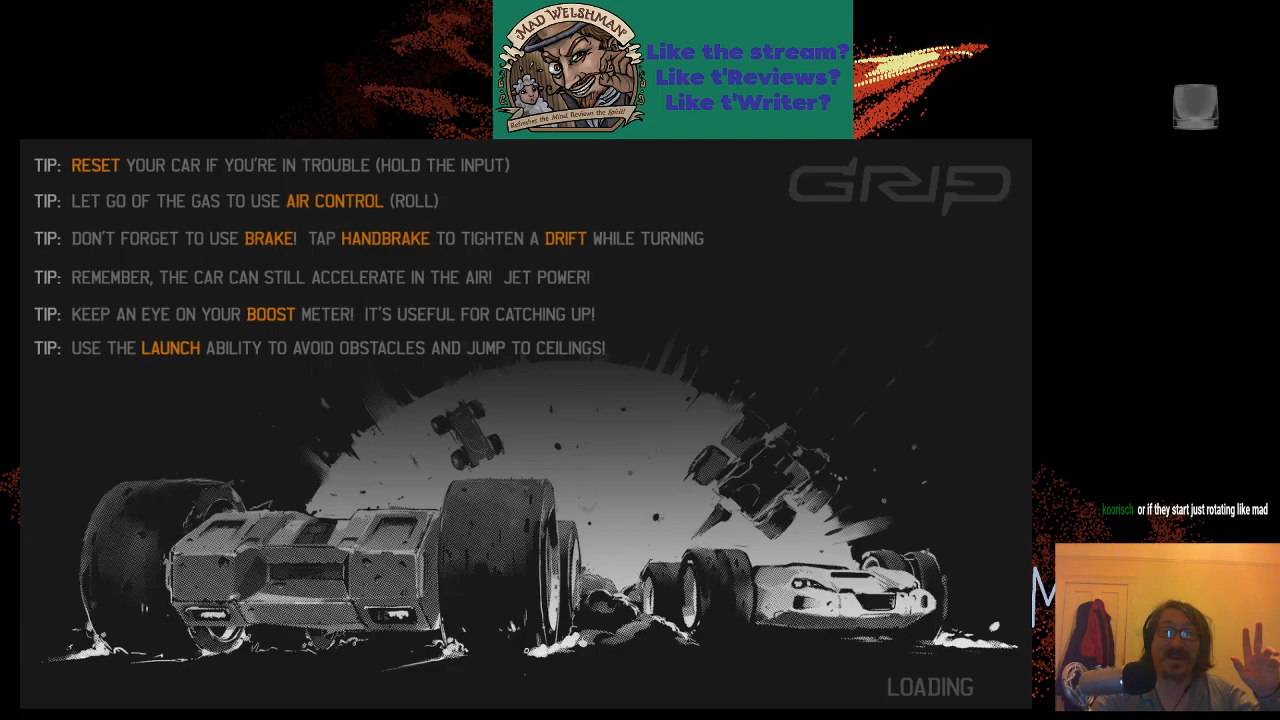 MAD WELSHMAN
Refreshes the Mind, Reviews the Spirit!
Like the stream?
Like t'Reviews?
Like t'Writer?
TIP: RESET YOUR CAR IF YOU'RE IN TROUBLE (HOLD THE INPUT)
GRIP
TIP: LET GO OF THE GAS TO USE AIR CONTROL (ROLL)
TIP: DON'T FORGET TO USE BRAKE! TAP HANDBRAKE TO TIGHTEN A DRIFT WHILE TURNING
TIP: REMEMBER, THE CAR CAN STILL ACCELERATE IN THE AIR! JET POWER!
TIP: KEEP AN EYE ON YOUR BOOST METER! IT'S USEFUL FOR CATCHING UP!
TIP: USE THE LAUNCH ABILITY TO AVOID OBSTACLES AND JUMP TO CEILINGS!
koorisch or if they start just rotating like mad
LOADING